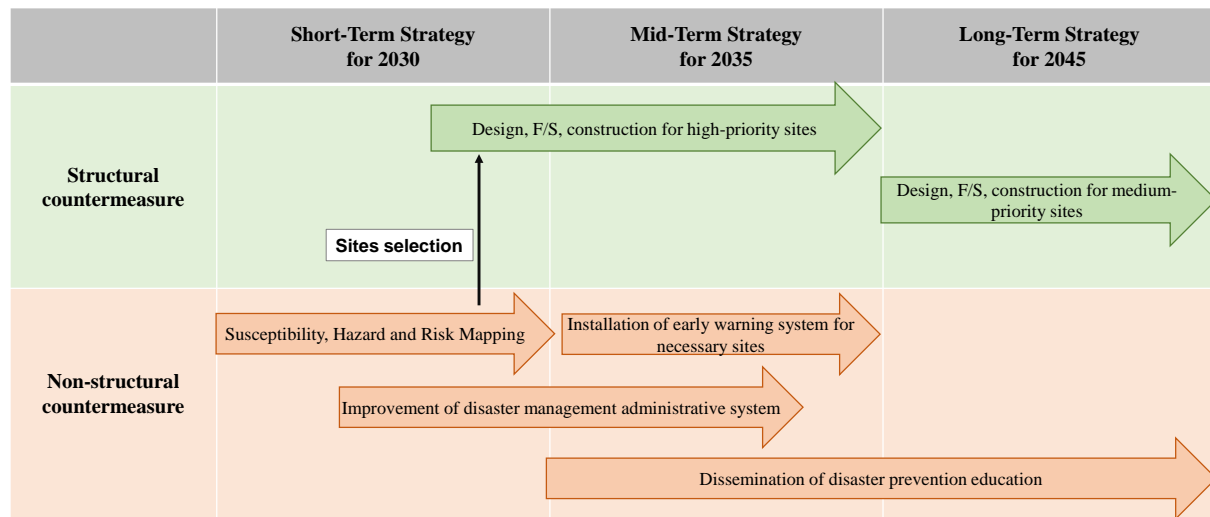 Short-Term Strategy
for 2030
Mid-Term Strategy
for 2035
Long-Term Strategy
for 2045
Structural
countermeasure
Design, F/S, construction for high-priority sites
Design, F/S, construction for medium-
priority sites
Sites selection
Non-structural
countermeasure
Susceptibility, Hazard and Risk Mapping
Installation of early warning system for
necessary sites
Improvement of disaster management administrative system
Dissemination of disaster prevention education